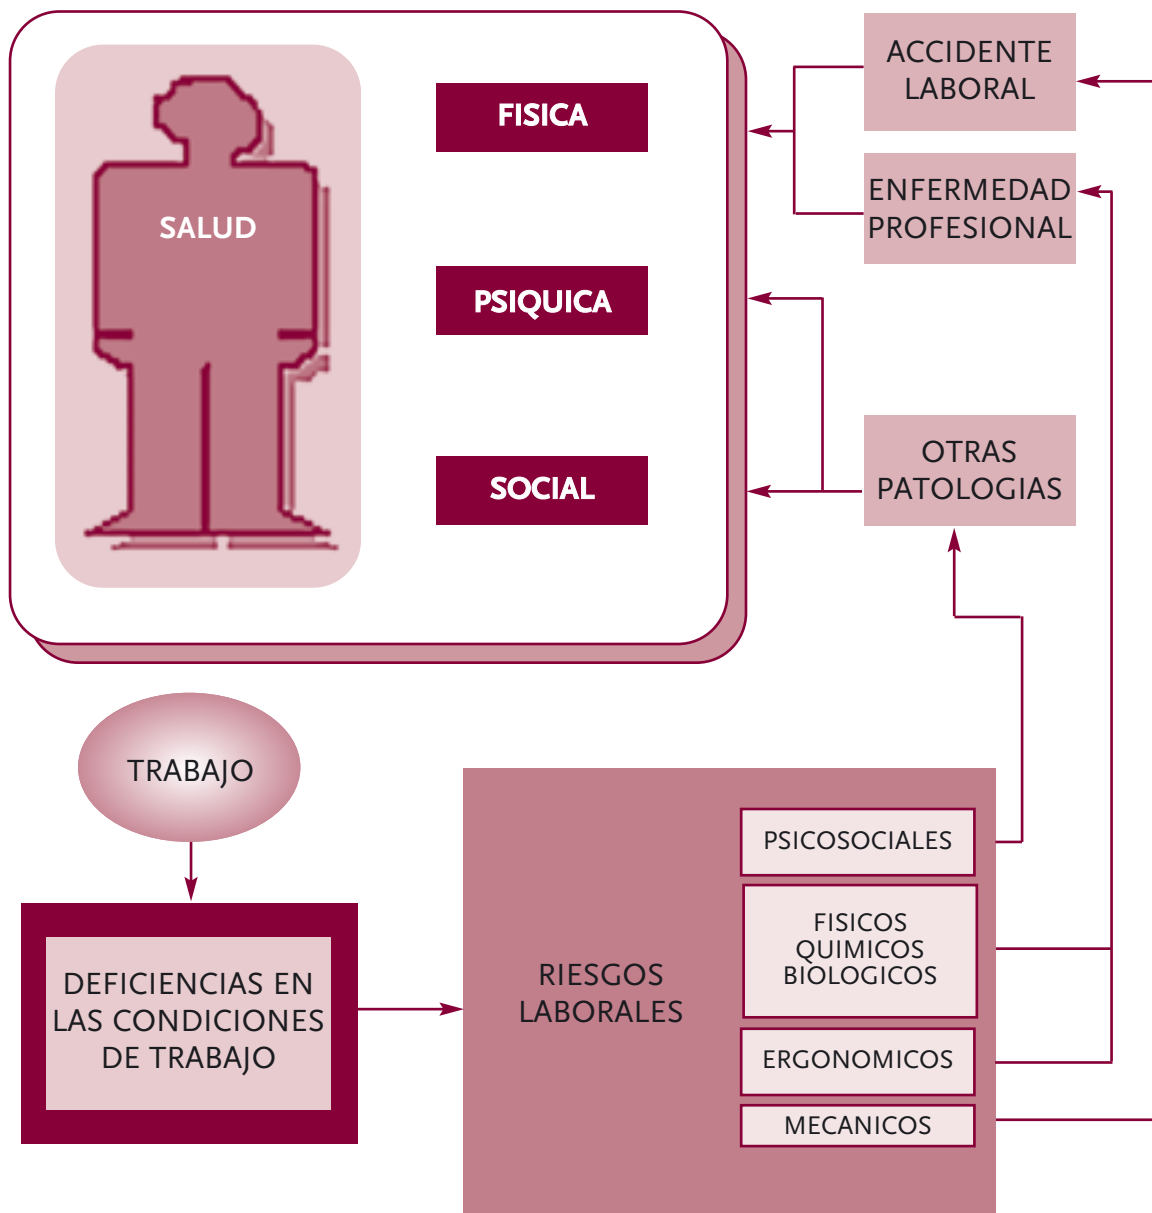 SALUD
FISICA
PSIQUICA
SOCIAL
ACCIDENTE
LABORAL
ENFERMEDAD
PROFESIONAL
OTRAS
PATOLOGIAS
TRABAJO
DEFICIENCIAS EN
LAS CONDICIONES
DE TRABAJO
RIESGOS
LABORALES
PSICOSOCIALES
FISICOS
QUIMICOS
BIOLOGICOS
ERGONOMICOS
MECANICOS